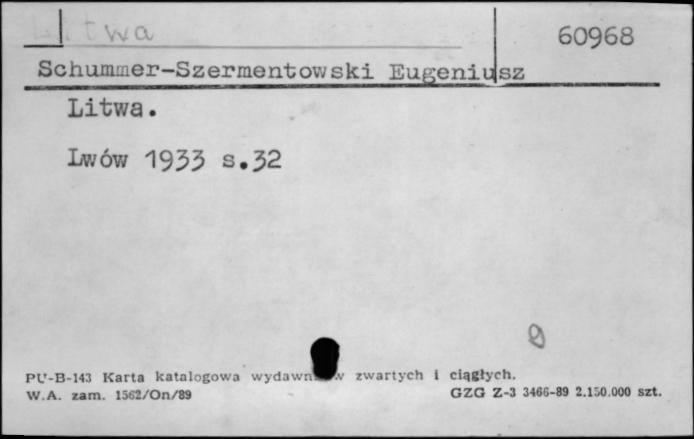 Litwa
60968
Schummer-Szermentowski Eugeniusz
Litwa.
Lwów 1933 s.32
PU-B-143 Karta katalogowa zwartych i ciągłych.
W.A. zam. 1562/On/89 GZG Z-3 3466-89 2.150.000 szt.